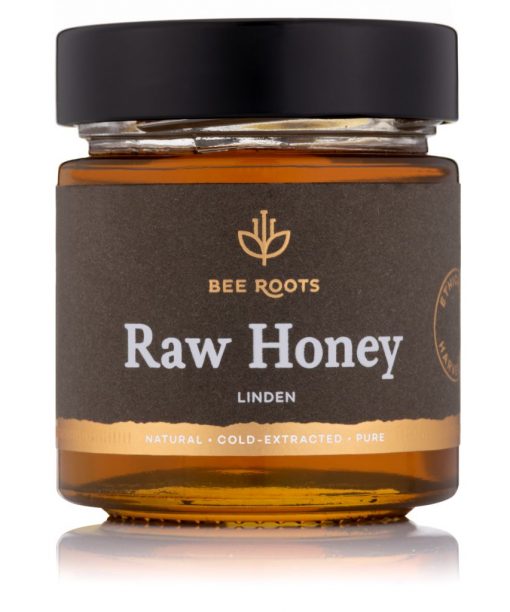 BEE ROOTS
Raw Honey
LINDEN
NATURAL • COLD-EXTRACTED • PURE